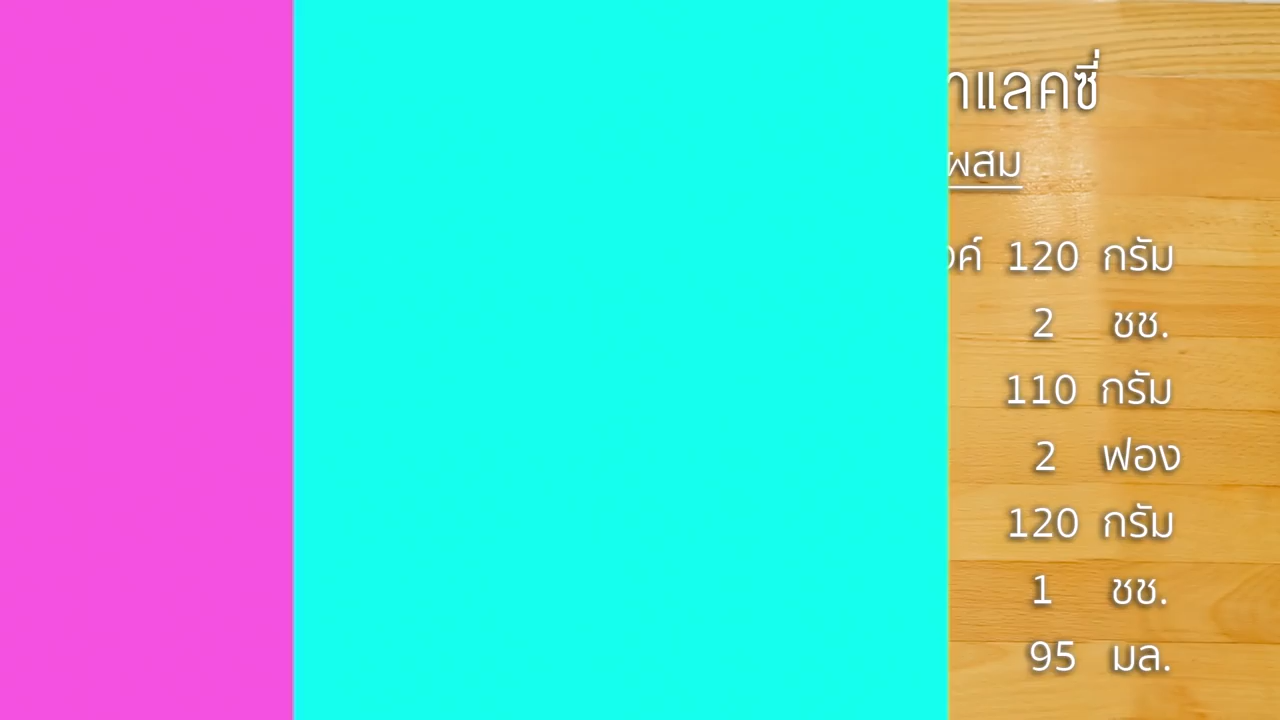 าแลคซี่
ผสม
งค์ 120 กรัม
2 ชช.
110 กรัม
2 ฟอง
120 กรัม
1 ชช.
95 มล.